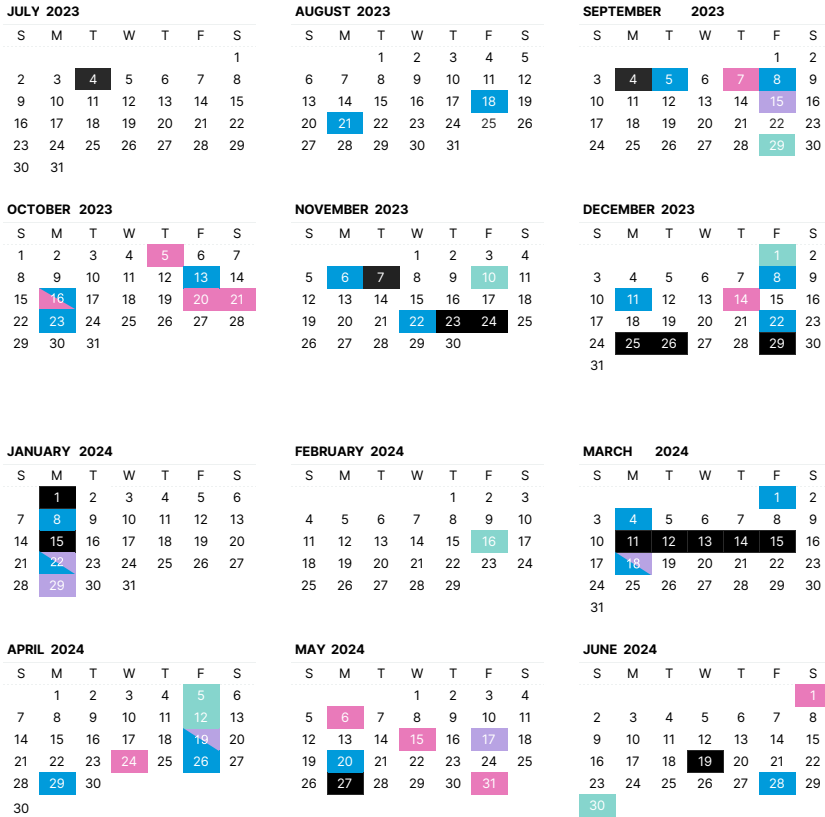 JULY 2023
S M T W T F S
1
2 3 4 5 6 7 8
9 10 11 12 13 14 15
16 17 18 19 20 21 22
23 24 25 26 27 28 29
30 31
AUGUST 2023
S M T W T F S
1 2 3 4 5
6 7 8 9 10 11 12
13 14 15 16 17 18 19
20 21 22 23 24 25 26
27 28 29 30 31
SEPTEMBER 2023
S M T W T F S
1 2
3 4 5 6 7 8 9
10 11 12 13 14 15 16
17 18 19 20 21 22 23
24 25 26 27 28 29 30
OCTOBER 2023
S M T W T F S
1 2 3 4 5 6 7
8 9 10 11 12 13 14
15 16 17 18 19 20 21
22 23 24 25 26 27 28
29 30 31
NOVEMBER 2023
S M T W T F S
1 2 3 4
5 6 7 8 9 10 11
12 13 14 15 16 17 18
19 20 21 22 23 24 25
26 27 28 29 30
DECEMBER 2023
S M T W T F S
1 2
3 4 5 6 7 8 9
10 11 12 13 14 15 16
17 18 19 20 21 22 23
24 25 26 27 28 29 30
31
JANUARY 2024
S M T W T F S
1 2 3 4 5 6
7 8 9 10 11 12 13
14 15 16 17 18 19 20
21 22 23 24 25 26 27
28 29 30 31
FEBRUARY 2024
S M T W T F S
1 2 3
4 5 6 7 8 9 10
11 12 13 14 15 16 17
18 19 20 21 22 23 24
25 26 27 28 29
MARCH 2024
S M T W T F S
1 2
3 4 5 6 7 8 9
10 11 12 13 14 15 16
17 18 19 20 21 22 23
24 25 26 27 28 29 30
31
APRIL 2024
S M T W T F S
1 2 3 4 5 6
7 8 9 10 11 12 13
14 15 16 17 18 19 20
21 22 23 24 25 26 27
28 29 30
30
MAY 2024
S M T W T F S
1 2 3 4
5 6 7 8 9 10 11
12 13 14 15 16 17 18
19 20 21 22 23 24 25
26 27 28 29 30 31
JUNE 2024
S M T W T F S
1
2 3 4 5 6 7 8
9 10 11 12 13 14 15
16 17 18 19 20 21 22
23 24 25 26 27 28 29
30